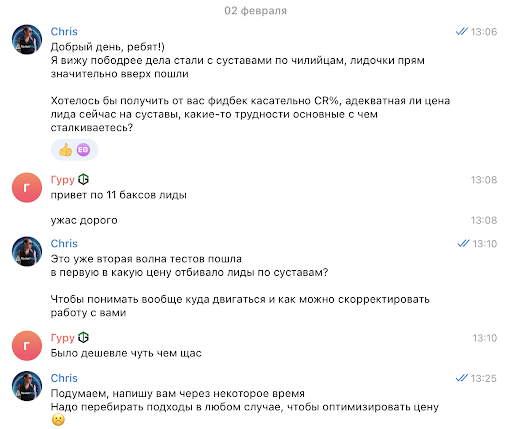 02 февраля
Chris 13:06
Добрый день, ребят!)
Я вижу пободрее дела стали с суставами по чилийцам, лидочки прям
значительно вверх пошли
Хотелось бы получить от вас фидбек касательно CR%, адекватная ли цена
лида сейчас на суставы, какие-то трудности основные с чем
сталкиваетесь?
EG
Г
Гуру 13:08
привет по 11 баксов лиды
ужас дорого 13:08
Chris 13:10
Это уже вторая волна тестов пошла
в первую в какую цену отбивало лиды по суставам?
Чтобы понимать вообще куда двигаться и как можно скорректировать
работу с вами
Г
Гуру 13:10
Было дешевле чуть чем щас
Chris 13:25
Подумаем, напишу вам через некоторое время
Надо перебирать подходы в любом случае, чтобы оптимизировать цену